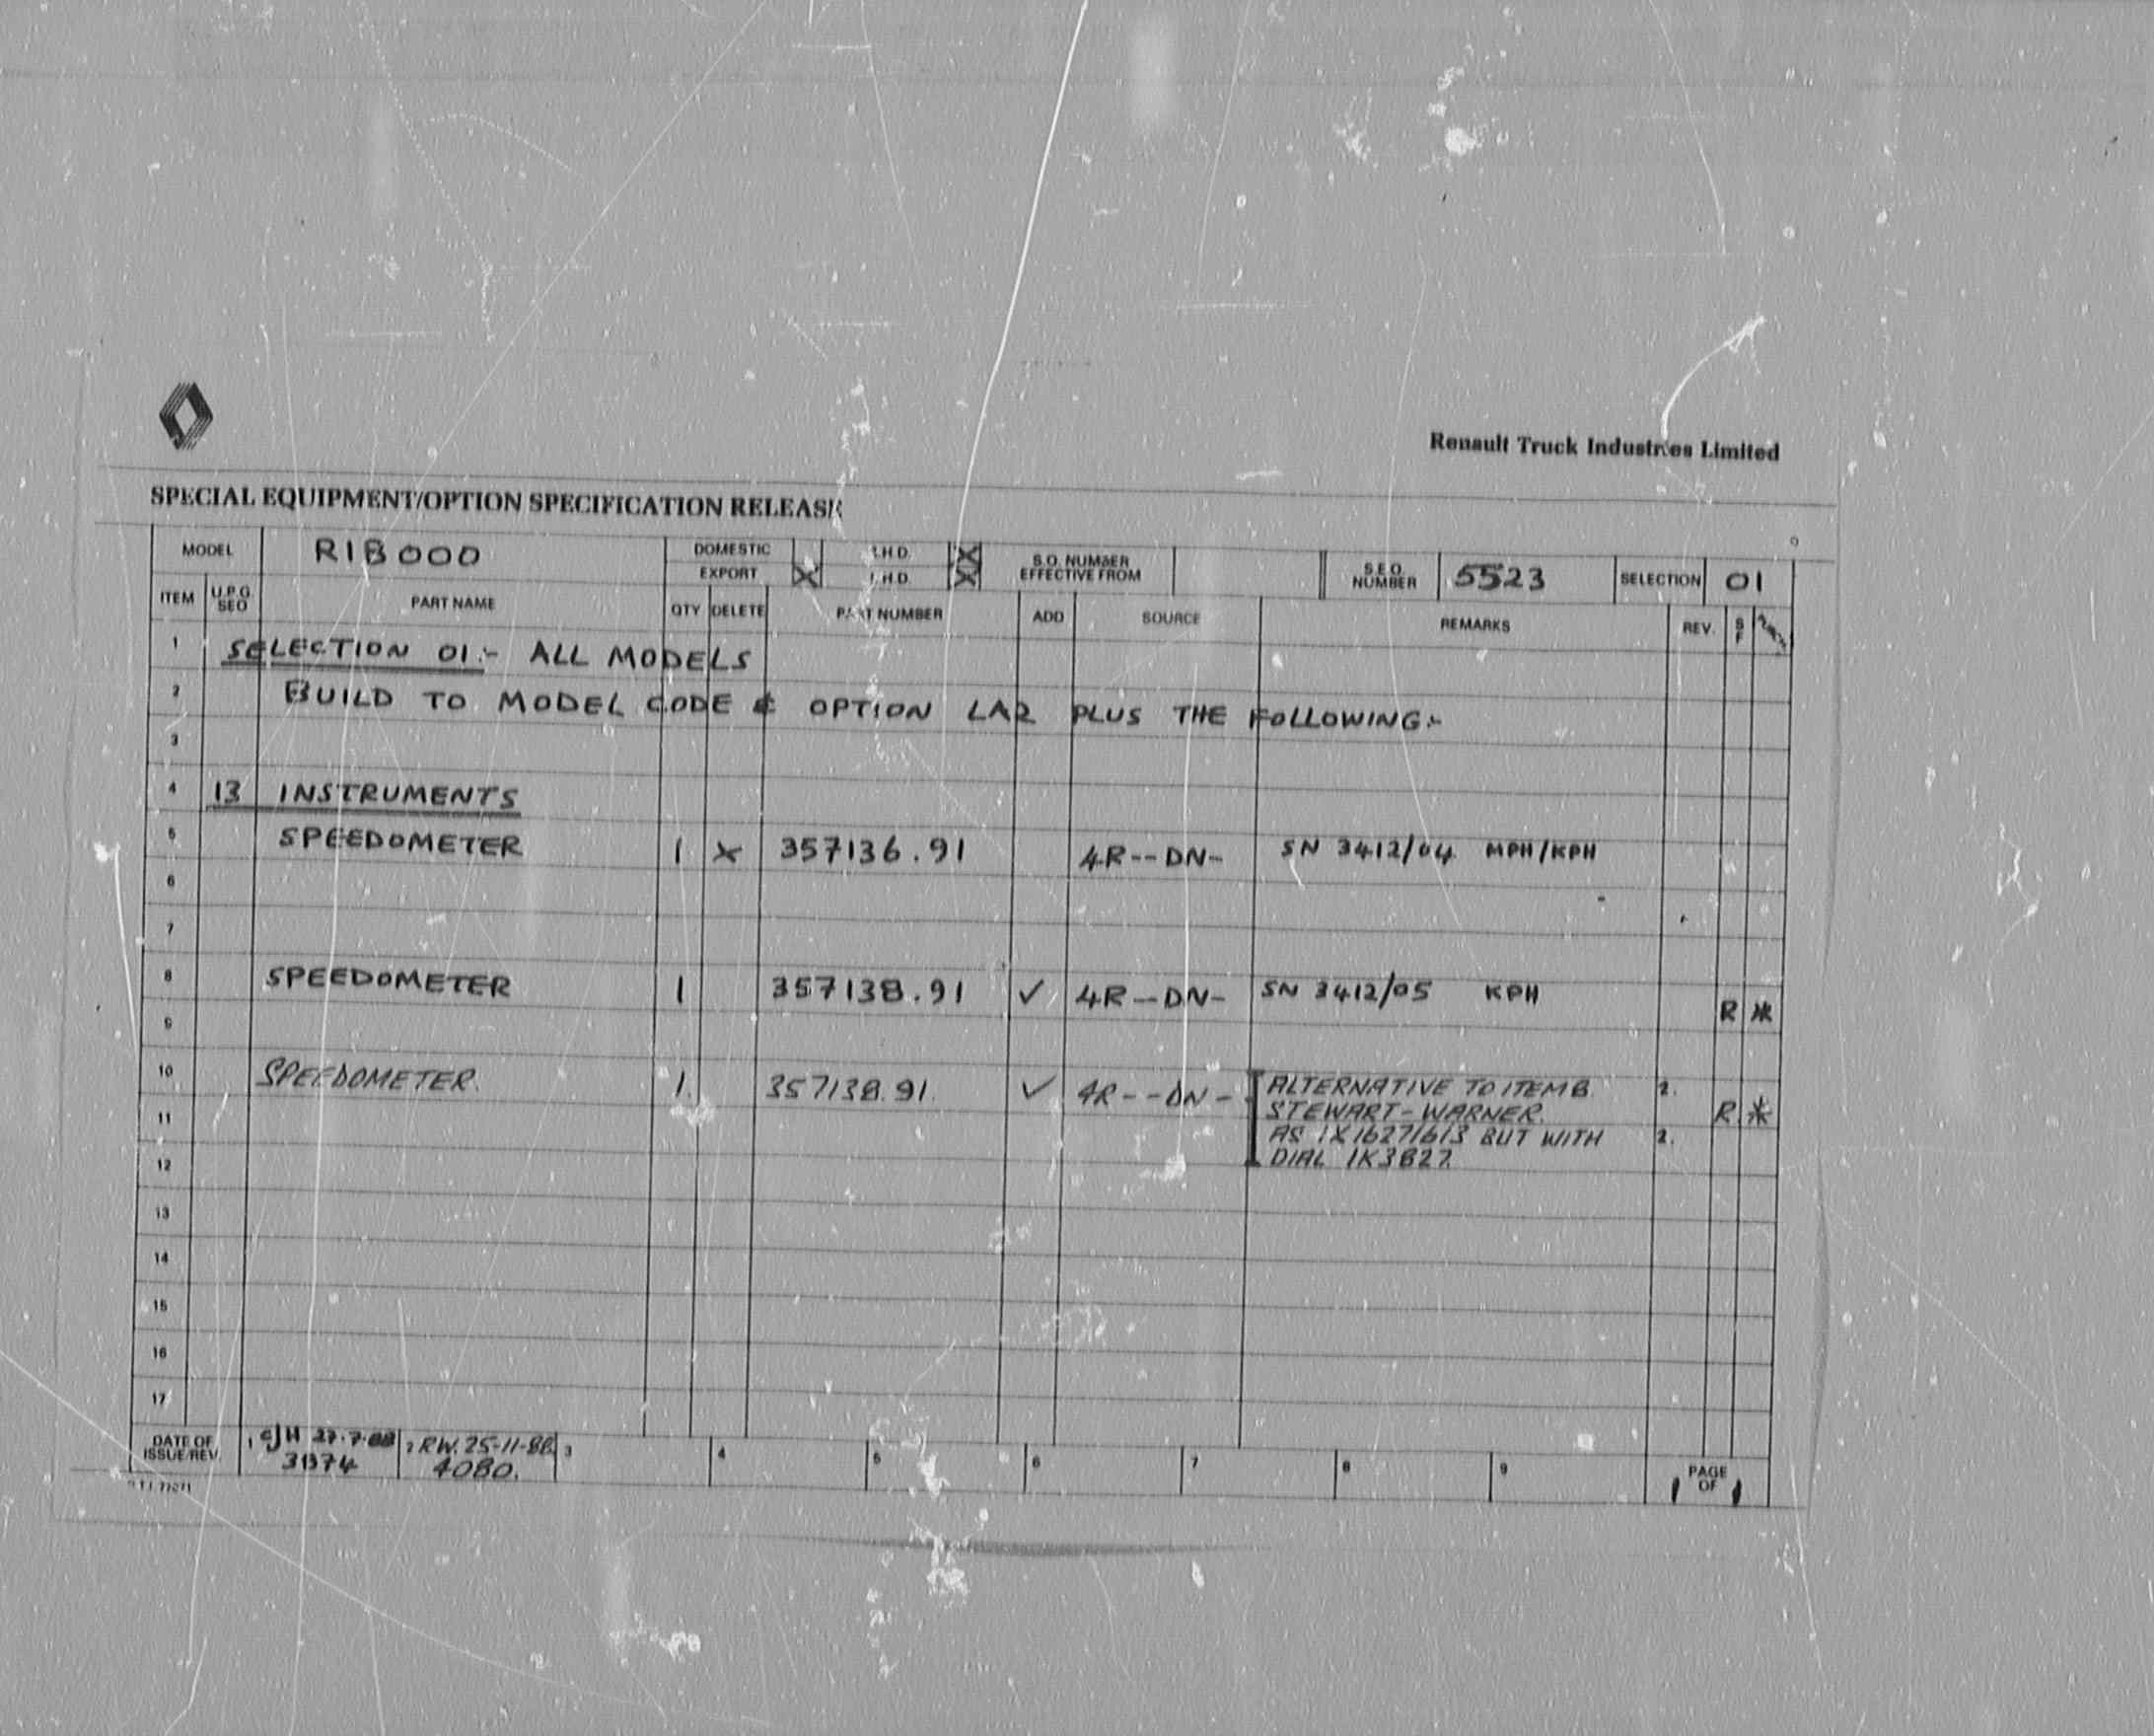 Renault Truck Industries Limited
SPECIAL EQUIPMENT/OPTION SPECIFICATION RELEASE
MODEL R1B000 DOMESTIC X EXPORT .H.D. X L.H.D. X S.O. NUMBER EFFECTIVE FROM S.E.O. NUMBER 5523 SELECTION 01
ITEM U.P.G. SEO PART NAME QTY DELETE PART NUMBER ADD SOURCE REMARKS REV. S F
1 SELECTION 01:- ALL MODELS
2 BUILD TO MODEL CODE & OPTION LA2 PLUS THE FOLLOWING:-
3
4 13 INSTRUMENTS
5 SPEEDOMETER 1 X 357136.91 4R--DN- SN 3412/04 MPH/KPH
6
7
8 SPEEDOMETER 1 357138.91 ✓ 4R--DN- SN 3412/05 KPH R *
9
10 SPEEDOMETER. 1. 357138.91. ✓ 4R--DN- ALTERNATIVE TO ITEM 8 2. R. *
11 STEWART-WARNER.
AS 1X1627/6/3 BUT WITH 2.
12 DIAL 1K3827.
13
14
15
16
17
DATE OF ISSUE/REV. 1 CJH 27.7.88 3874 2 RW. 25-11-88. 4080. 3 4 5 6 7 8 9 PAGE 1 OF 1